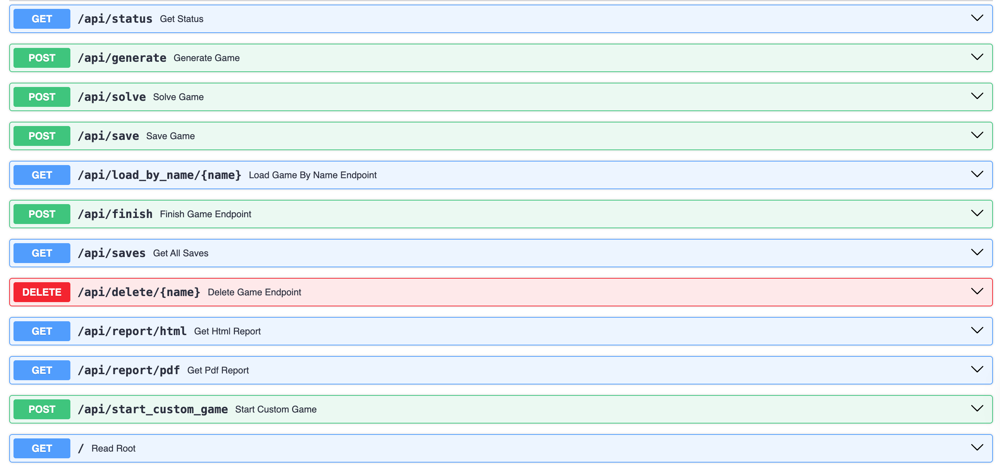 GET /api/status Get Status
POST /api/generate Generate Game
POST /api/solve Solve Game
POST /api/save Save Game
GET /api/load_by_name/{name} Load Game By Name Endpoint
POST /api/finish Finish Game Endpoint
GET /api/saves Get All Saves
DELETE /api/delete/{name} Delete Game Endpoint
GET /api/report/html Get Html Report
GET /api/report/pdf Get Pdf Report
POST /api/start_custom_game Start Custom Game
GET / Read Root